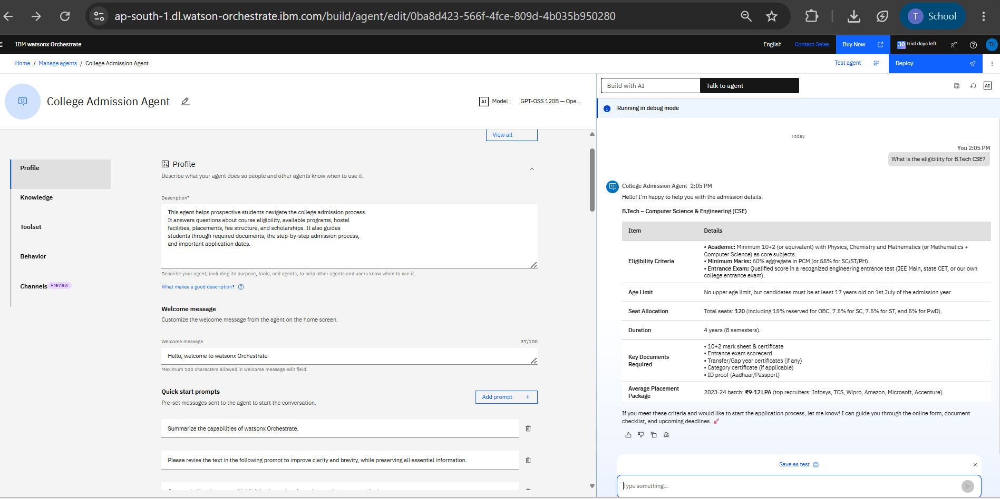 ap-south-1.dl.watson-orchestrate.ibm.com/build/agent/edit/0ba8d423-566f-4fce-809d-4b035b950280
T School
IBM watsonx Orchestrate
English
Contact Sales
Buy Now
30 trial days left
TK
Home / Manage agents / College Admission Agent
Test agent
Deploy
College Admission Agent
AI Model : GPT-OSS 120B — Ope...
View all
Profile
Knowledge
Toolset
Behavior
Channels Preview
Profile
Describe what your agent does so people and other agents know when to use it.
Description*
This agent helps prospective students navigate the college admission process.
It answers questions about course eligibility, available programs, hostel
facilities, placements, fee structure, and scholarships. It also guides
students through required documents, the step-by-step admission process,
and important application dates.
Describe your agent, including its purpose, tools, and agents, to help other agents and users know when to use it.
What makes a good description?
Welcome message
Customize the welcome message from the agent on the home screen.
Welcome message 37/100
Hello, welcome to watsonx Orchestrate
Maximum 100 characters allowed in welcome message edit field.
Quick start prompts
Pre-set messages sent to the agent to start the conversation.
Add prompt +
Summarize the capabilities of watsonx Orchestrate.
Please revise the text in the following prompt to improve clarity and brevity, while preserving all essential information.
Build with AI
Talk to agent
AI
Running in debug mode
Today
You 2:05 PM
What is the eligibility for B.Tech CSE?
College Admission Agent 2:05 PM
Hello! I'm happy to help you with the admission details.
B.Tech – Computer Science & Engineering (CSE)
Item Details
Eligibility Criteria
• Academic: Minimum 10+2 (or equivalent) with Physics, Chemistry and Mathematics (or Mathematics +
Computer Science) as core subjects.
• Minimum Marks: 60% aggregate in PCM (or 55% for SC/ST/PH).
• Entrance Exam: Qualified score in a recognized engineering entrance test (JEE Main, state CET, or our own
college entrance exam).
Age Limit No upper age limit, but candidates must be at least 17 years old on 1st July of the admission year.
Seat Allocation Total seats: 120 (including 15% reserved for OBC, 7.5% for SC, 7.5% for ST, and 5% for PwD).
Duration 4 years (8 semesters).
Key Documents
Required
• 10+2 mark sheet & certificate
• Entrance exam scorecard
• Transfer/Gap year certificates (if any)
• Category certificate (if applicable)
• ID proof (Aadhaar/Passport)
Average Placement
Package
2023-24 batch: ₹9-12 LPA (top recruiters: Infosys, TCS, Wipro, Amazon, Microsoft, Accenture).
If you meet these criteria and would like to start the application process, let me know! I can guide you through the online form, document
checklist, and upcoming deadlines. 🚀
Save as test
Type something...